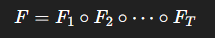 F = F₁ ∘ F₂ ∘ ⋯ ∘ F_T